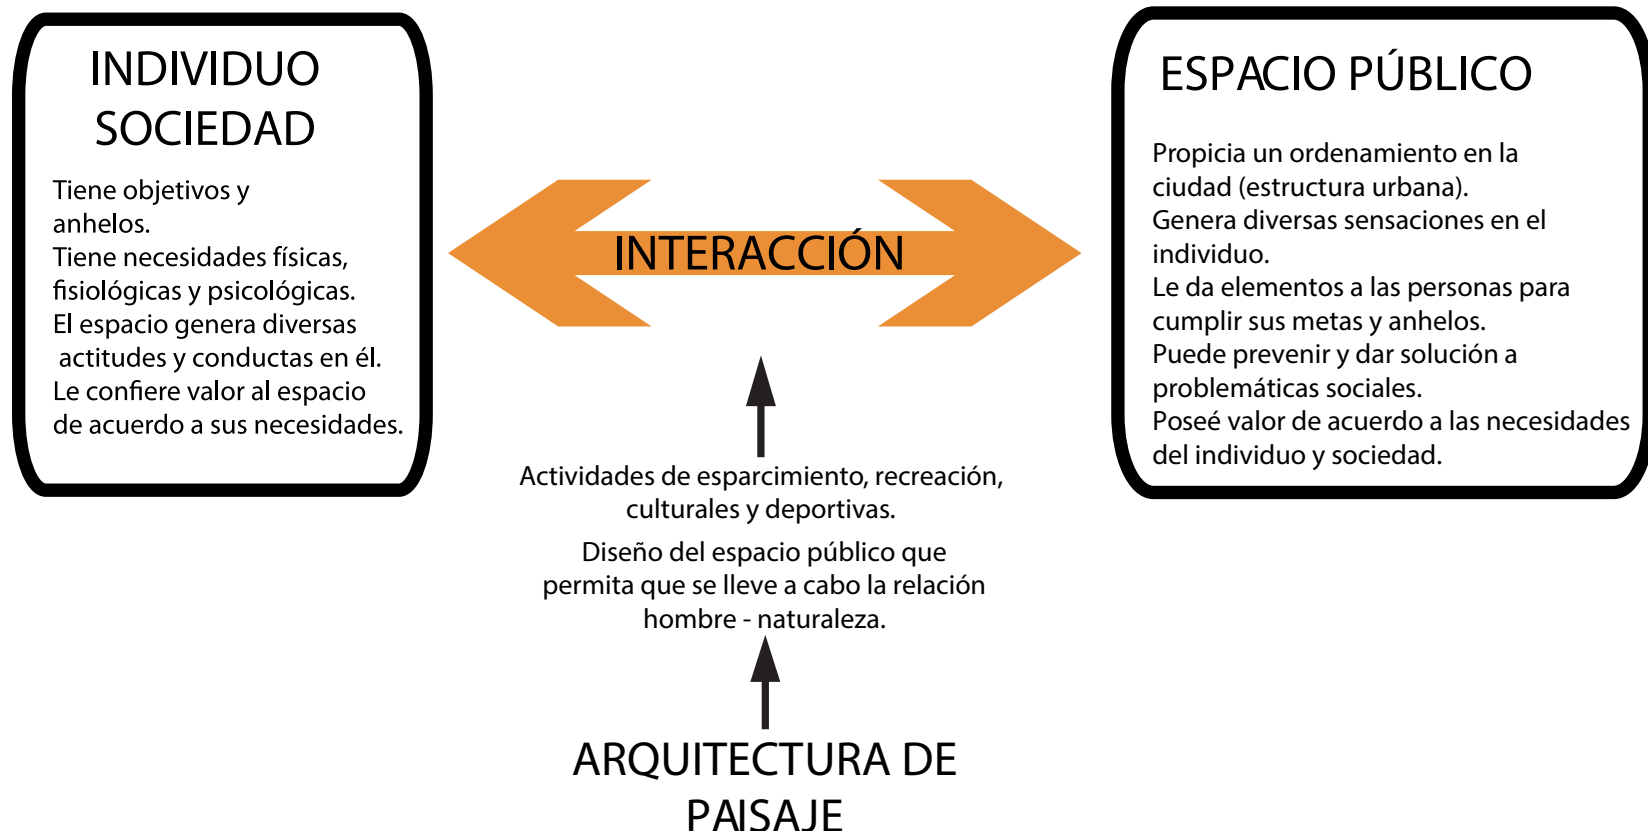 INDIVIDUO
SOCIEDAD
Tiene objetivos y
anhelos.
Tiene necesidades físicas,
fisiológicas y psicológicas.
El espacio genera diversas
actitudes y conductas en él.
Le confiere valor al espacio
de acuerdo a sus necesidades.
INTERACCIÓN
ESPACIO PÚBLICO
Propicia un ordenamiento en la
ciudad (estructura urbana).
Genera diversas sensaciones en el
individuo.
Le da elementos a las personas para
cumplir sus metas y anhelos.
Puede prevenir y dar solución a
problemáticas sociales.
Poseé valor de acuerdo a las necesidades
del individuo y sociedad.
Actividades de esparcimiento, recreación,
culturales y deportivas.
Diseño del espacio público que
permita que se lleve a cabo la relación
hombre - naturaleza.
ARQUITECTURA DE
PAISAJE